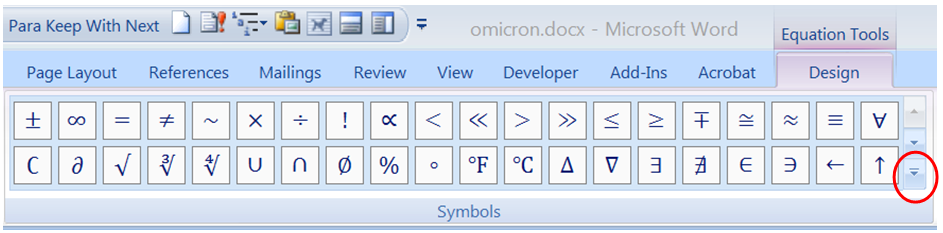 Para Keep With Next omicron.docx - Microsoft Word Equation Tools
Page Layout References Mailings Review View Developer Add-Ins Acrobat Design
± ∞ = ≠ ~ × ÷ ! ∝ < ≪ > ≫ ≤ ≥ ∓ ≅ ≈ ≡ ∀
∁ ∂ √ ∛ ∜ ∪ ∩ ∅ % ° °F °C ∆ ∇ ∃ ∄ ∈ ∋ ← ↑
Symbols